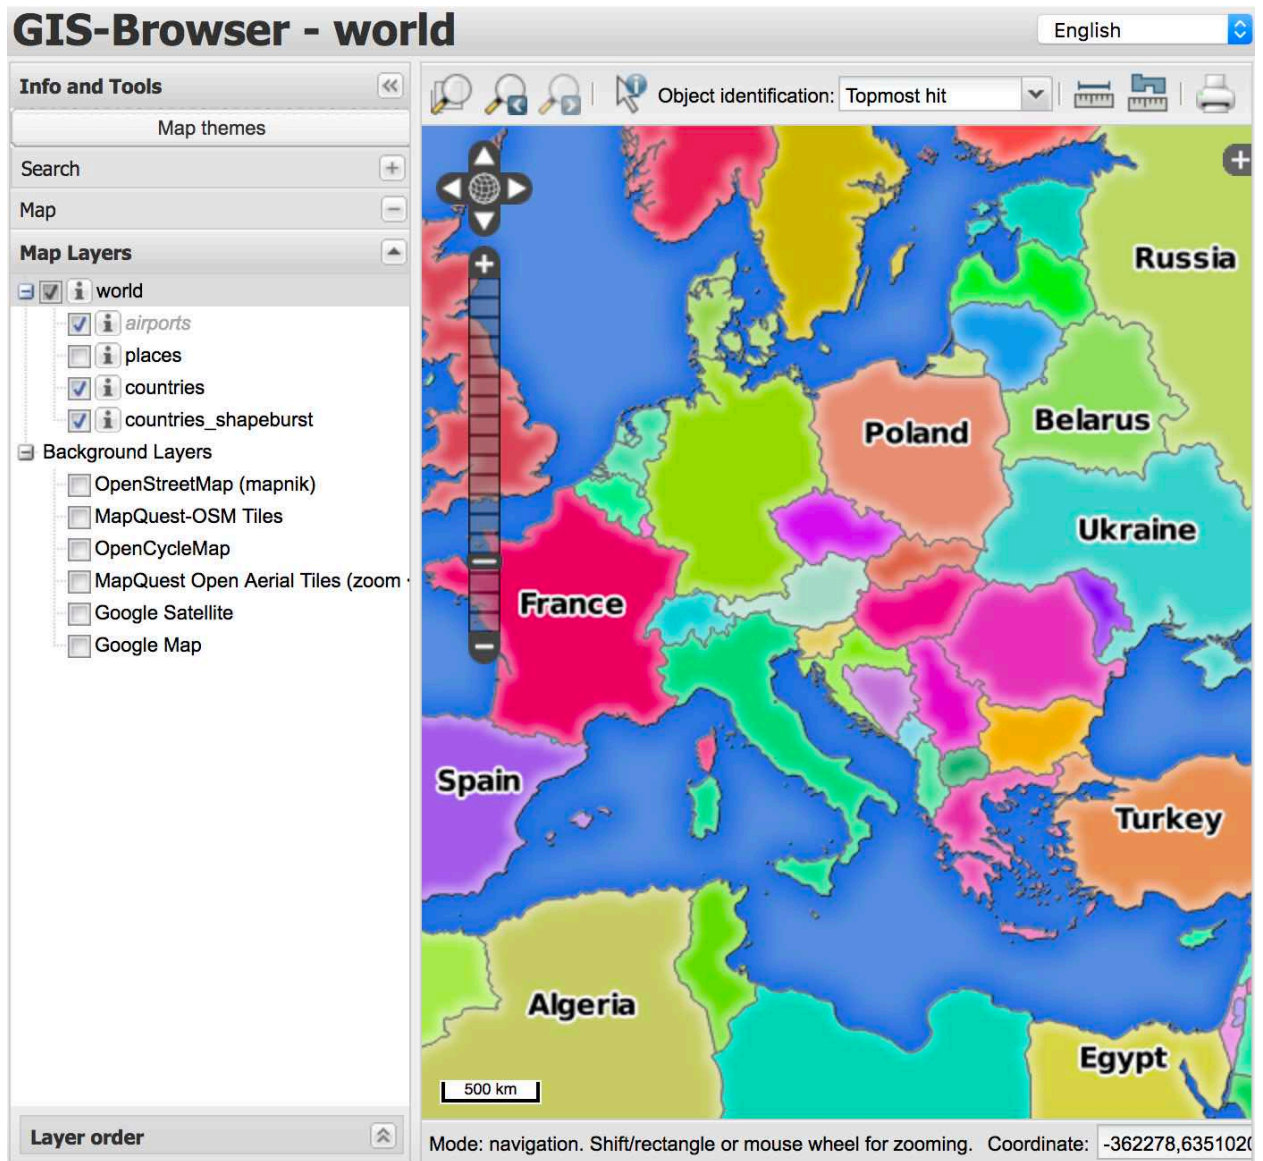 GIS-Browser - world
English
Info and Tools
Map themes
Search
Map
Map Layers
world
airports
places
countries
countries_shapeburst
Background Layers
OpenStreetMap (mapnik)
MapQuest-OSM Tiles
OpenCycleMap
MapQuest Open Aerial Tiles (zoom
Google Satellite
Google Map
Layer order
Object identification: Topmost hit
Russia
Poland
Belarus
Ukraine
France
Spain
Turkey
Algeria
Egypt
500 km
Mode: navigation. Shift/rectangle or mouse wheel for zooming. Coordinate: -362278,6351020